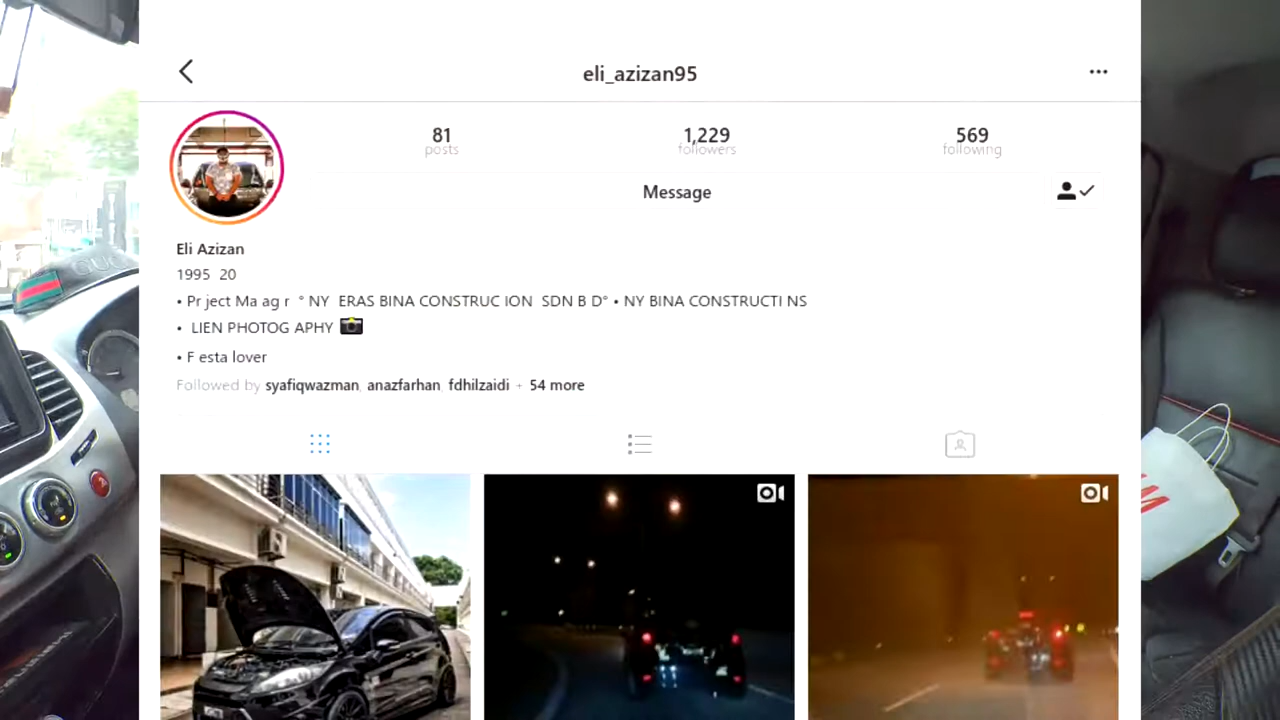 eli_azizan95
81
1,229
569
posts
followers
following
Message
Eli Azizan
1995 20
• Pr ject Ma ag r ° NY ERAS BINA CONSTRUC ION SDN B D° • NY BINA CONSTRUCTI NS
• LIEN PHOTOG APHY
• F esta lover
Followed by syafiqwazman, anazfarhan, fdhilzaidi + 54 more